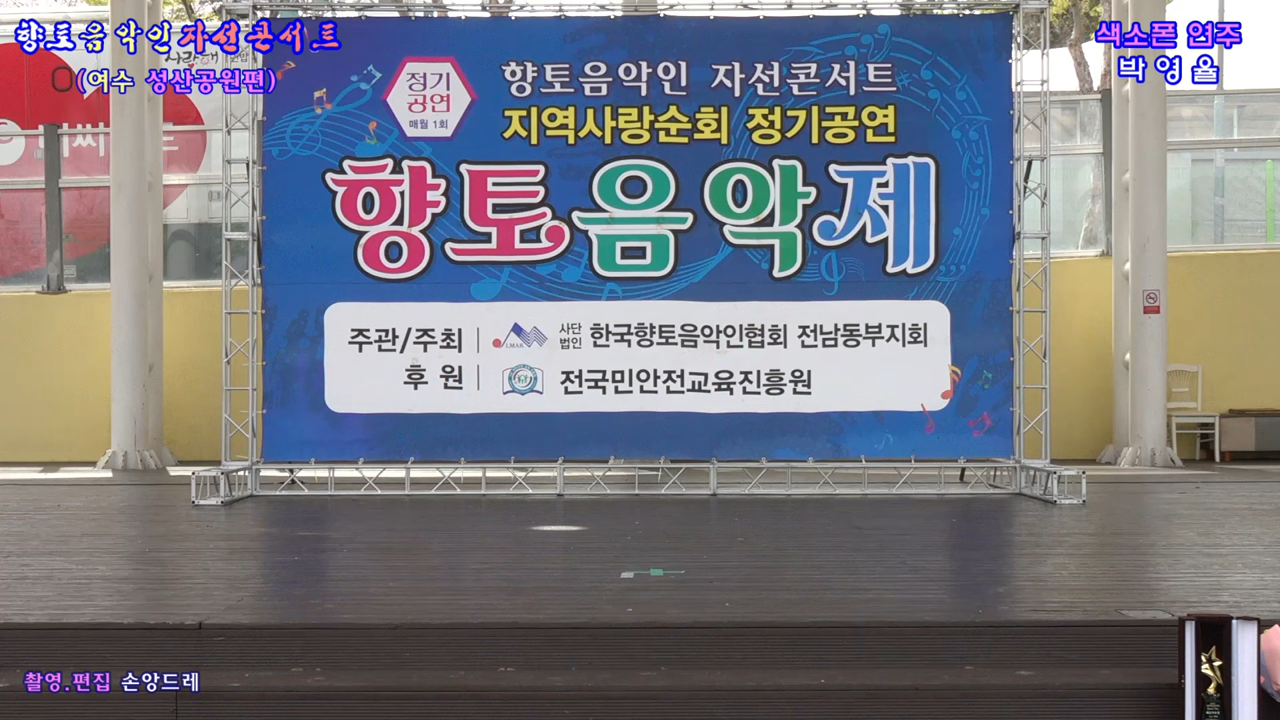 향토음악인자선콘서트
(여수 성산공원편)
색소폰 연주
박영율
정기
공연
매월 1회
향토음악인 자선콘서트
지역사랑순회 정기공연
향토음악제
주관/주최
I.MAK
사단
법인
한국향토음악인협회 전남동부지회
후 원
전국민안전교육진흥원
촬영.편집 손앙드레